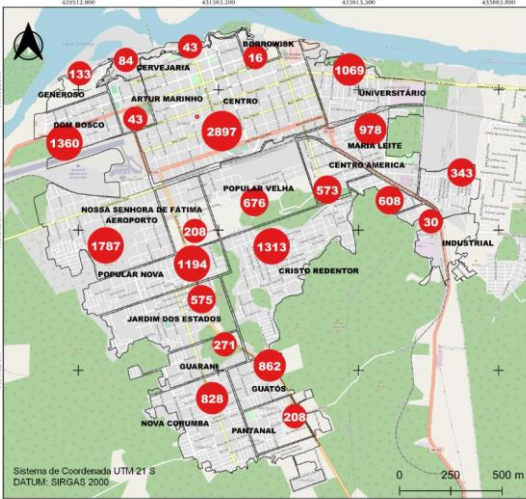 43
84
BORROWISK
16
133
CERVEJARIA
1069
GENEROSO
ARTUR MARINHO
CENTRO
UNIVERSITÁRIO
DOM BOSCO
43
2897
978
1360
MARIA LEITE
CENTRO AMERICA
343
POPULAR VELHA
573
676
608
NOSSA SENHORA DE FÁTIMA
AEROPORTO
208
30
1787
1313
INDUSTRIAL
1194
POPULAR NOVA
CRISTO REDENTOR
575
JARDIM DOS ESTADOS
271
GUARANI
862
GUATÓS
828
NOVA CORUMBA
208
PANTANAL
Sistema de Coordenada UTM 21 S
DATUM: SIRGAS 2000
0 250 500 m